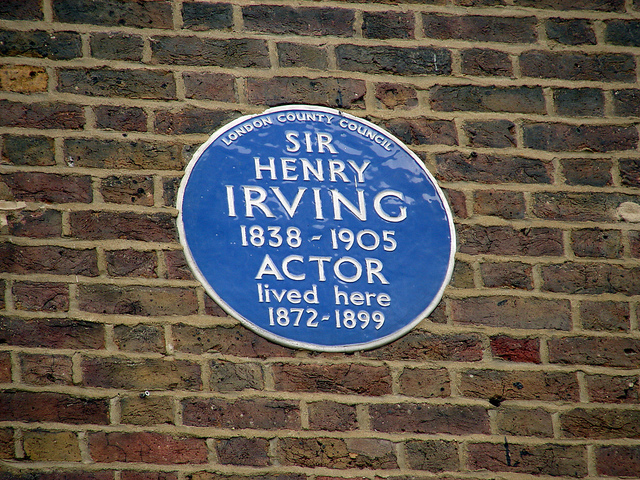 LONDON COUNTY COUNCIL
SIR
HENRY
IRVING
1838 - 1905
ACTOR
lived here
1872-1899